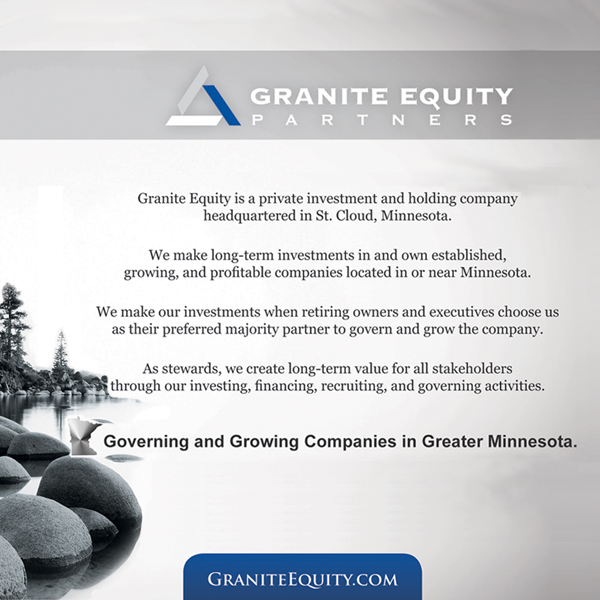 GRANITE EQUITY
PARTNERS
Granite Equity is a private investment and holding company
headquartered in St. Cloud, Minnesota.
We make long-term investments in and own established,
growing, and profitable companies located in or near Minnesota.
We make our investments when retiring owners and executives choose us
as their preferred majority partner to govern and grow the company.
As stewards, we create long-term value for all stakeholders
through our investing, financing, recruiting, and governing activities.
Governing and Growing Companies in Greater Minnesota.
GRANITEEQUITY.COM